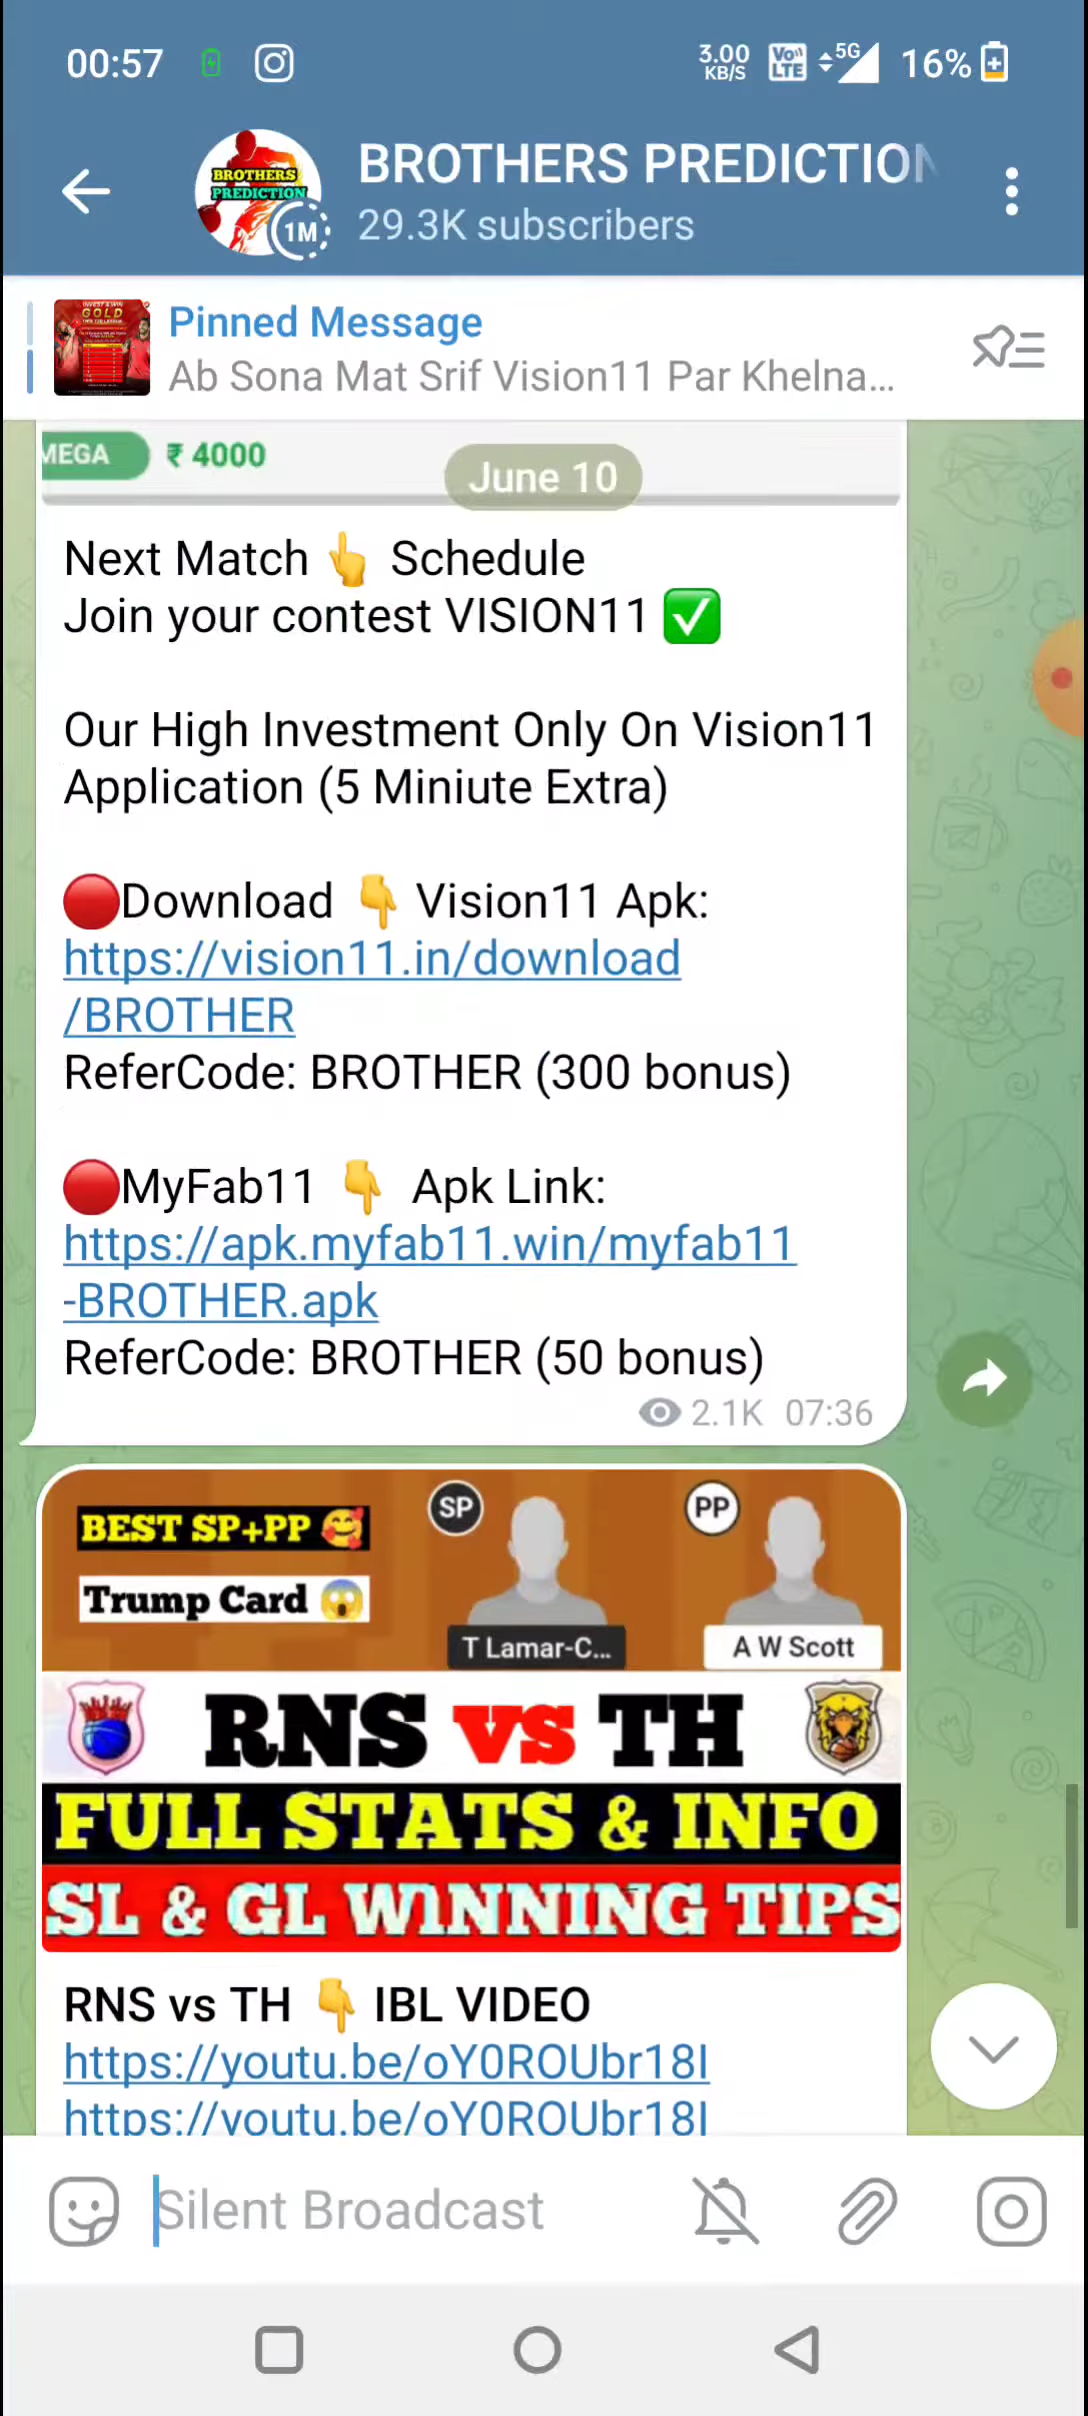 00:57
3.00
KB/S
Vo))
LTE
5G
16%
BROTHERS
PREDICTION
1M
BROTHERS PREDICTION
29.3K subscribers
GOLD
Pinned Message
Ab Sona Mat Srif Vision11 Par Khelna...
MEGA
₹ 4000
June 10
Next Match 👆 Schedule
Join your contest VISION11 ✅
Our High Investment Only On Vision11
Application (5 Miniute Extra)
🔴Download 👇 Vision11 Apk:
https://vision11.in/download
/BROTHER
ReferCode: BROTHER (300 bonus)
🔴MyFab11 👇 Apk Link:
https://apk.myfab11.win/myfab11
-BROTHER.apk
ReferCode: BROTHER (50 bonus)
2.1K 07:36
BEST SP+PP 🥰
Trump Card 😱
SP
T Lamar-C...
PP
A W Scott
RNS VS TH
FULL STATS & INFO
SL & GL WINNING TIPS
RNS vs TH 👇 IBL VIDEO
https://youtu.be/oY0ROUbr18I
https://youtu.be/oY0ROUbr18I
Silent Broadcast